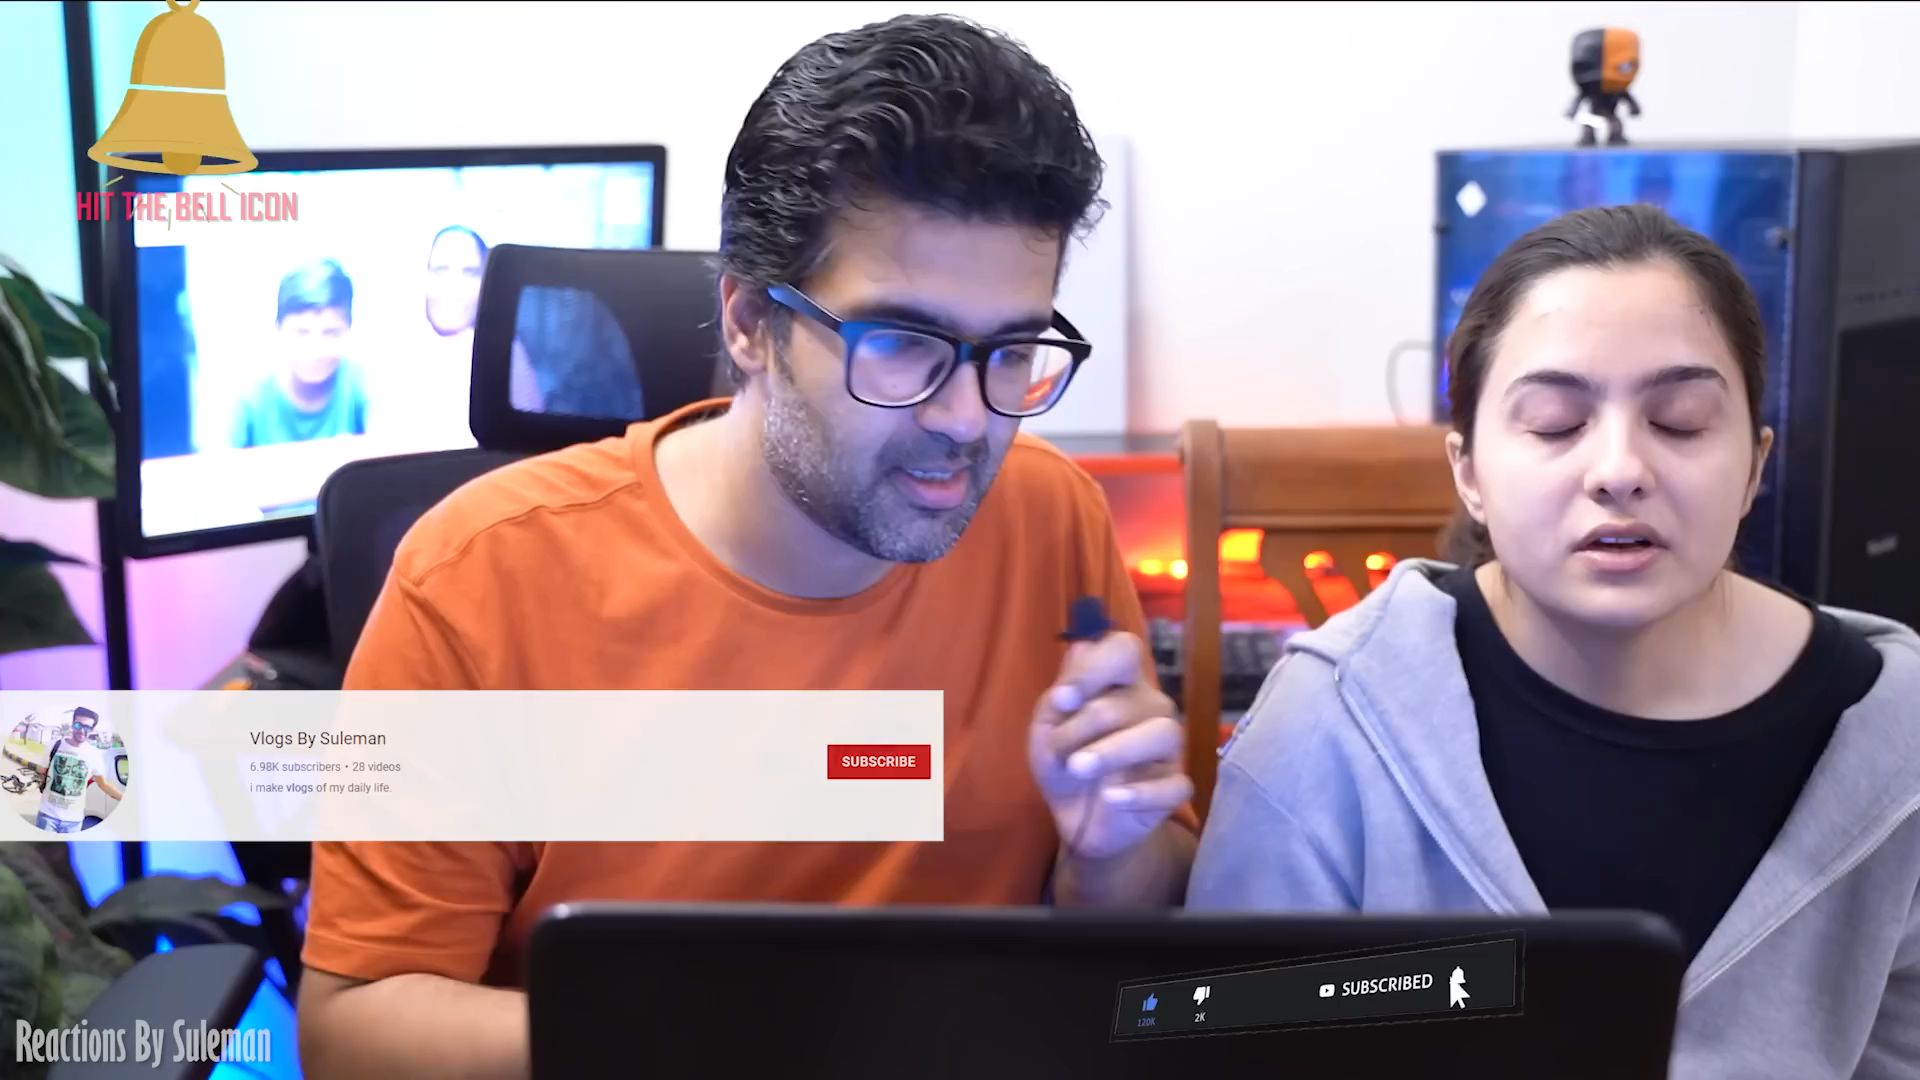 HIT THE BELL ICON
Vlogs By Suleman
6.98K subscribers • 28 videos
i make vlogs of my daily life.
SUBSCRIBE
120K
2K
SUBSCRIBED
Reactions By Suleman